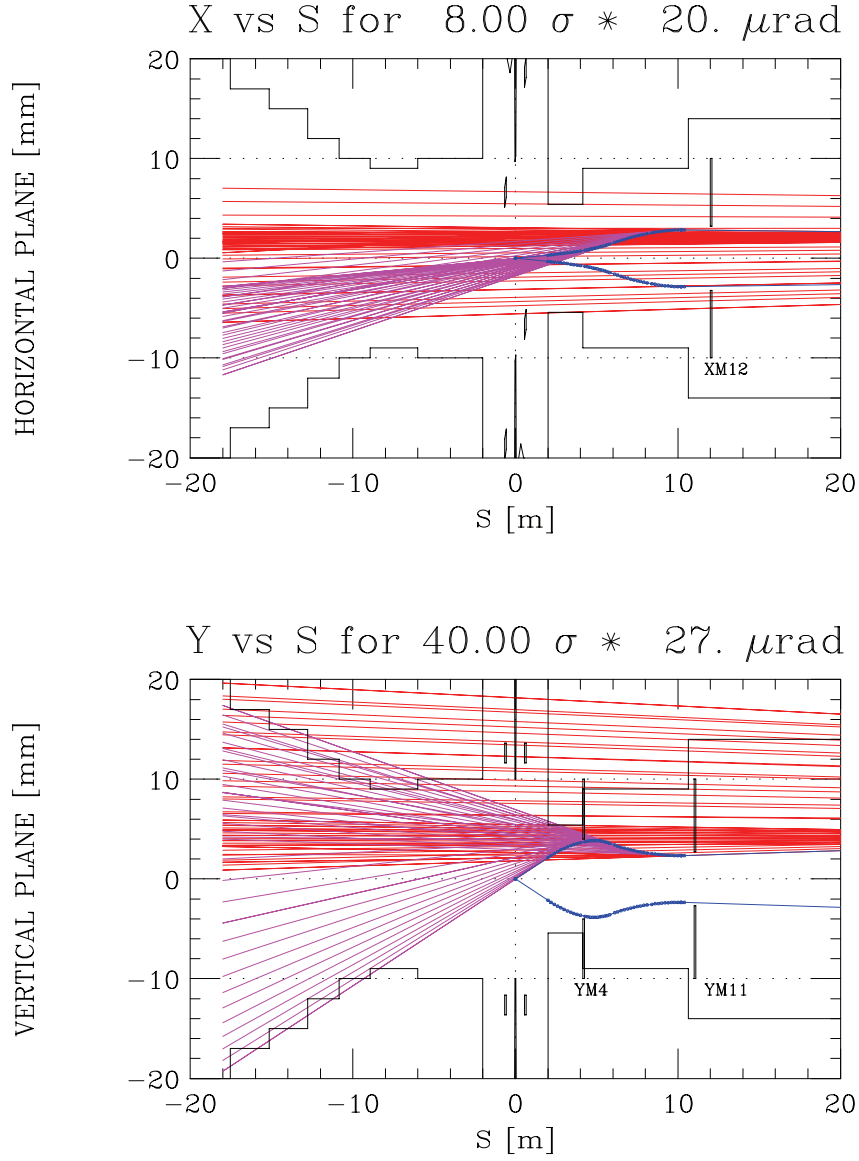 X vs S for 8.00 σ * 20. μrad
HORIZONTAL PLANE [mm]
20
10
0
−10
−20
XM12
−20 −10 0 10 20
S [m]
Y vs S for 40.00 σ * 27. μrad
VERTICAL PLANE [mm]
20
10
0
−10
−20
YM4 YM11
−20 −10 0 10 20
S [m]